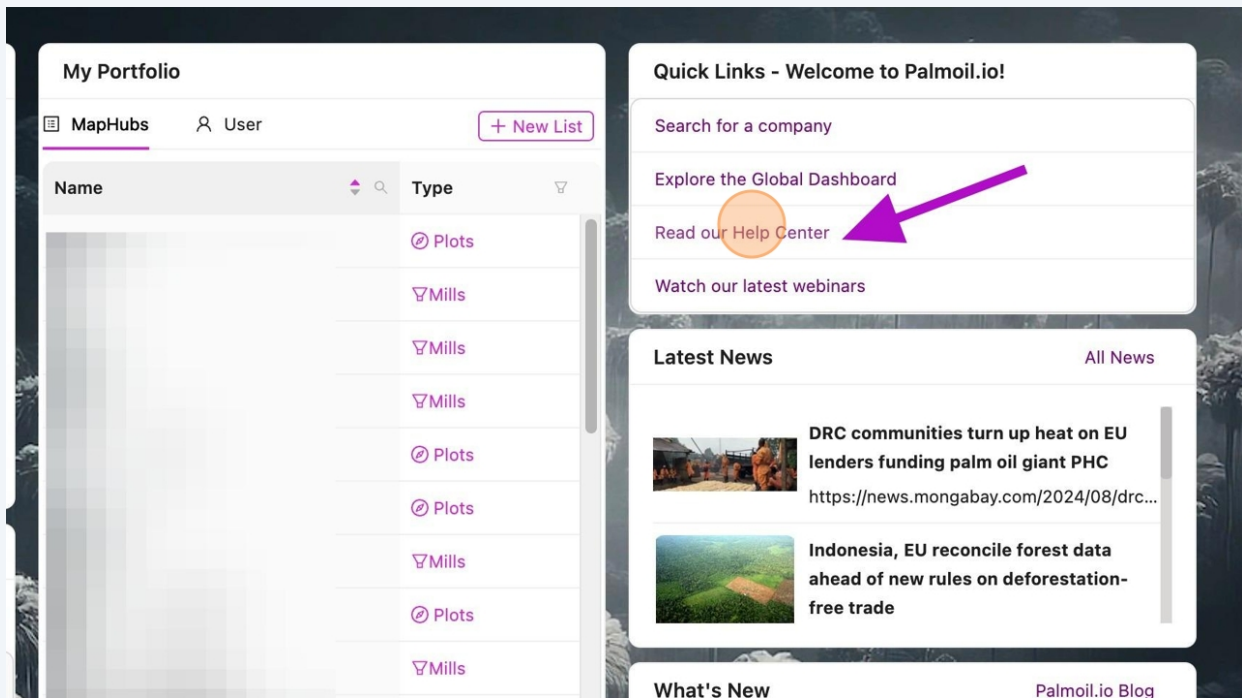 My Portfolio
MapHubs
User
+ New List
Name
Type
Plots
Mills
Mills
Mills
Plots
Plots
Mills
Plots
Mills
Quick Links - Welcome to Palmoil.io!
Search for a company
Explore the Global Dashboard
Read our Help Center
Watch our latest webinars
Latest News
All News
DRC communities turn up heat on EU
lenders funding palm oil giant PHC
https://news.mongabay.com/2024/08/drc...
Indonesia, EU reconcile forest data
ahead of new rules on deforestation-
free trade
What's New
Palmoil.io Blog